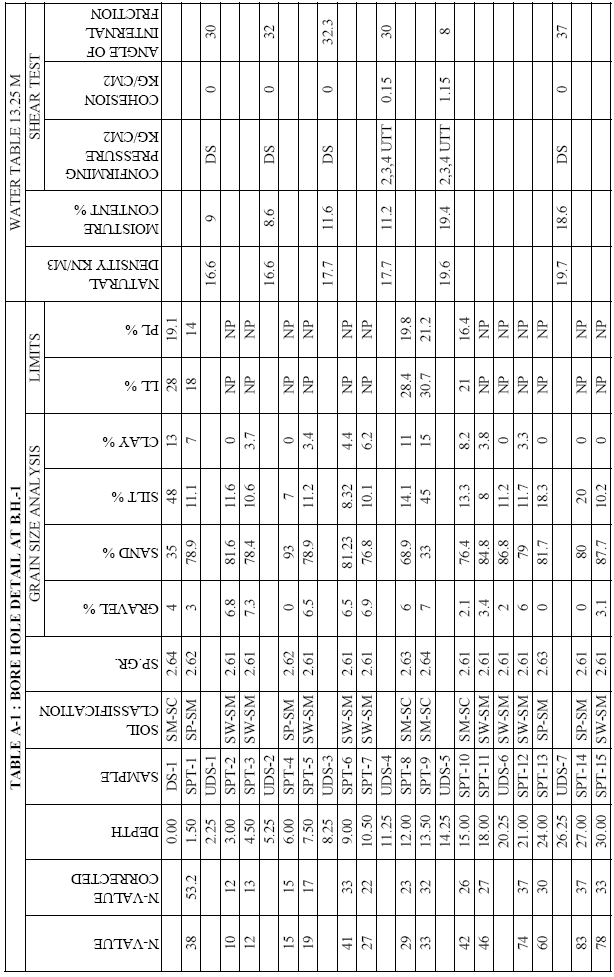 TABLE A-1 : BORE HOLE DETAIL AT B.H.-1
GRAIN SIZE ANALYSIS LIMITS WATER TABLE 13.25 M
SHEAR TEST
N-VALUE
N-VALUE
CORRECTED
DEPTH
SAMPLE
SOIL
CLASSIFICATION
SP.GR.
GRAVEL %
SAND %
SILT %
CLAY %
LL %
PL %
NATURAL
DENSITY KN/M3
MOISTURE
CONTENT %
CONFIRMING
PRESSURE
KG/CM2
COHESION
KG/CM2
ANGLE OF
INTERNAL
FRICTION
0.00 DS-1 SM-SC 2.64 4 35 48 13 28 19.1
38 53.2 1.50 SPT-1 SP-SM 2.62 3 78.9 11.1 7 18 14
2.25 UDS-1 16.6 9 DS 0 30
10 12 3.00 SPT-2 SW-SM 2.61 6.8 81.6 11.6 0 NP NP
12 13 4.50 SPT-3 SW-SM 2.61 7.3 78.4 10.6 3.7 NP NP
5.25 UDS-2 16.6 8.6 DS 0 32
15 15 6.00 SPT-4 SP-SM 2.62 0 93 7 0 NP NP
19 17 7.50 SPT-5 SW-SM 2.61 6.5 78.9 11.2 3.4 NP NP
8.25 UDS-3 17.7 11.6 DS 0 32.3
41 33 9.00 SPT-6 SW-SM 2.61 6.5 81.23 8.32 4.4 NP NP
27 22 10.50 SPT-7 SW-SM 2.61 6.9 76.8 10.1 6.2 NP NP
11.25 UDS-4 17.7 11.2 2,3,4 UTT 0.15 30
29 23 12.00 SPT-8 SM-SC 2.63 6 68.9 14.1 11 28.4 19.8
33 32 13.50 SPT-9 SM-SC 2.64 7 33 45 15 30.7 21.2
14.25 UDS-5 19.6 19.4 2,3,4 UTT 1.15 8
42 26 15.00 SPT-10 SM-SC 2.61 2.1 76.4 13.3 8.2 21 16.4
46 27 18.00 SPT-11 SW-SM 2.61 3.4 84.8 8 3.8 NP NP
20.25 UDS-6 SW-SM 2.61 2 86.8 11.2 0 NP NP
74 37 21.00 SPT-12 SW-SM 2.61 6 79 11.7 3.3 NP NP
60 30 24.00 SPT-13 SP-SM 2.63 0 81.7 18.3 0 NP NP
26.25 UDS-7 19.7 18.6 DS 0 37
83 37 27.00 SPT-14 SP-SM 2.61 0 80 20 0 NP NP
78 33 30.00 SPT-15 SW-SM 2.61 3.1 87.7 10.2 0 NP NP